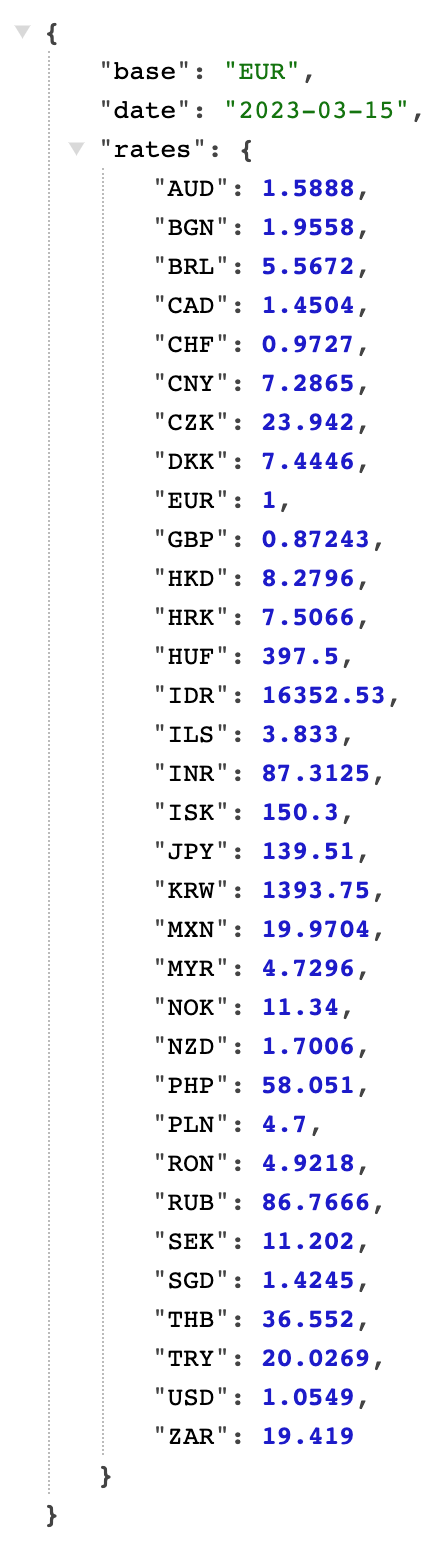 {
"base": "EUR",
"date": "2023-03-15",
"rates": {
"AUD": 1.5888,
"BGN": 1.9558,
"BRL": 5.5672,
"CAD": 1.4504,
"CHF": 0.9727,
"CNY": 7.2865,
"CZK": 23.942,
"DKK": 7.4446,
"EUR": 1,
"GBP": 0.87243,
"HKD": 8.2796,
"HRK": 7.5066,
"HUF": 397.5,
"IDR": 16352.53,
"ILS": 3.833,
"INR": 87.3125,
"ISK": 150.3,
"JPY": 139.51,
"KRW": 1393.75,
"MXN": 19.9704,
"MYR": 4.7296,
"NOK": 11.34,
"NZD": 1.7006,
"PHP": 58.051,
"PLN": 4.7,
"RON": 4.9218,
"RUB": 86.7666,
"SEK": 11.202,
"SGD": 1.4245,
"THB": 36.552,
"TRY": 20.0269,
"USD": 1.0549,
"ZAR": 19.419
}
}